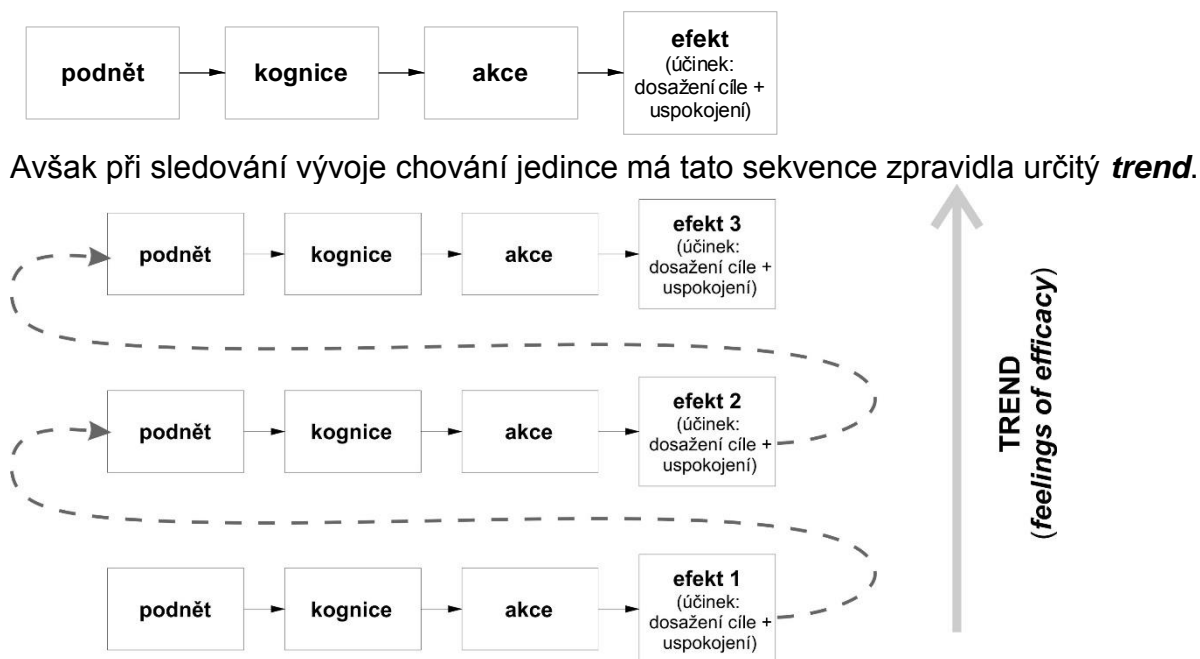 podnět
kognice
akce
efekt
(účinek:
dosažení cíle +
uspokojení)
Avšak při sledování vývoje chování jedince má tato sekvence zpravidla určitý trend.
podnět
kognice
akce
efekt 3
(účinek:
dosažení cíle +
uspokojení)
podnět
kognice
akce
efekt 2
(účinek:
dosažení cíle +
uspokojení)
podnět
kognice
akce
efekt 1
(účinek:
dosažení cíle +
uspokojení)
TREND
(feelings of efficacy)